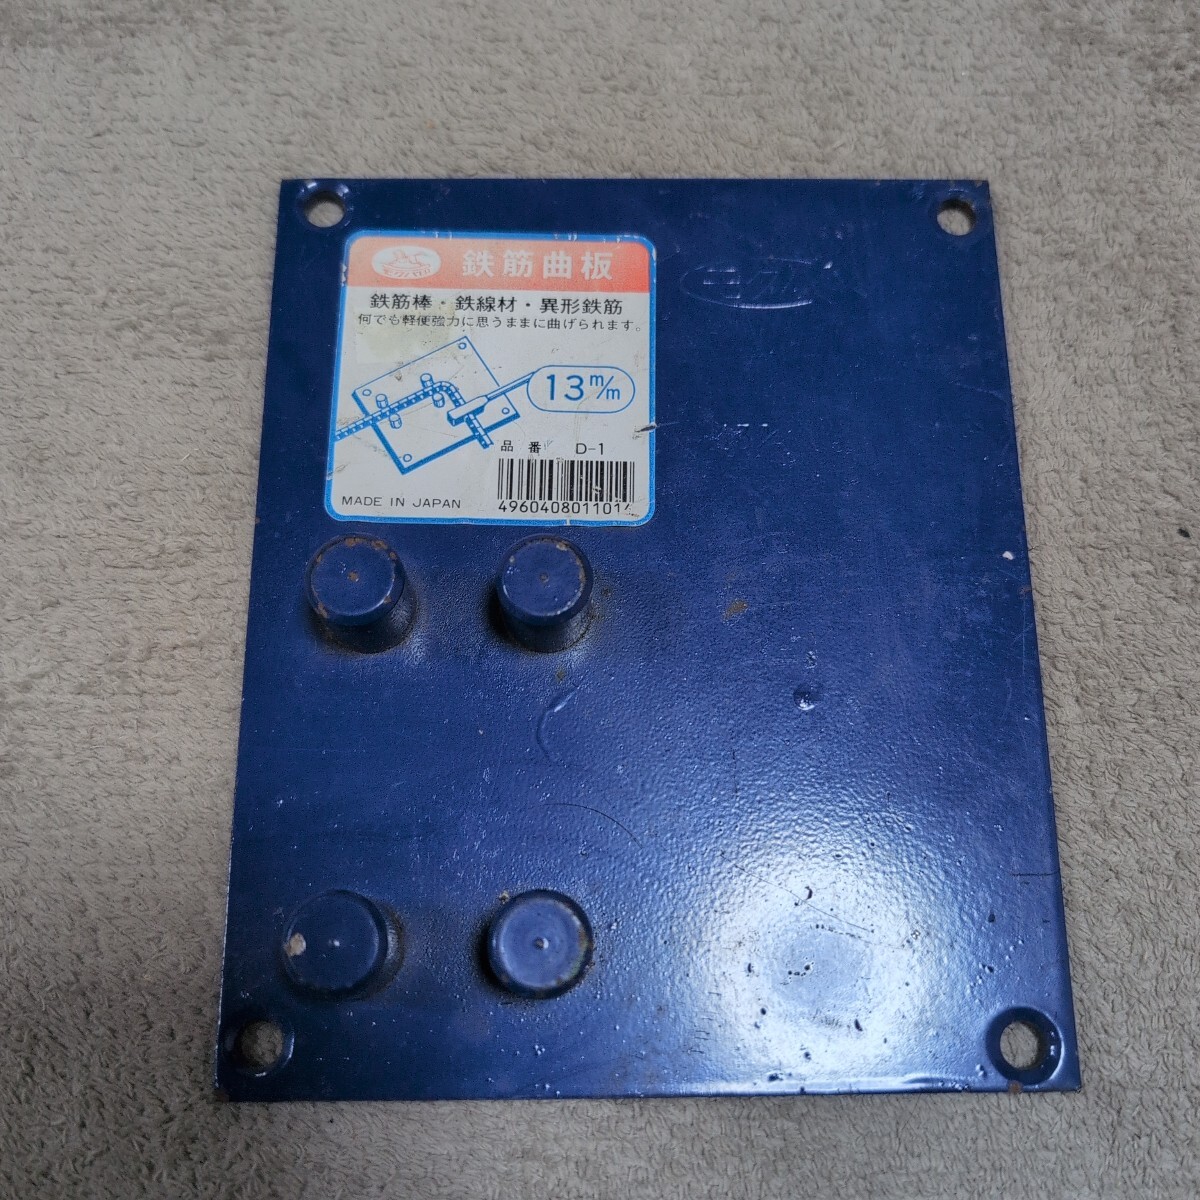 鉄筋曲板
鉄筋棒・鉄線材・異形鉄筋
何でも軽便強力に思うままに曲げられます。
13 m/m
品番 D-1
MADE IN JAPAN